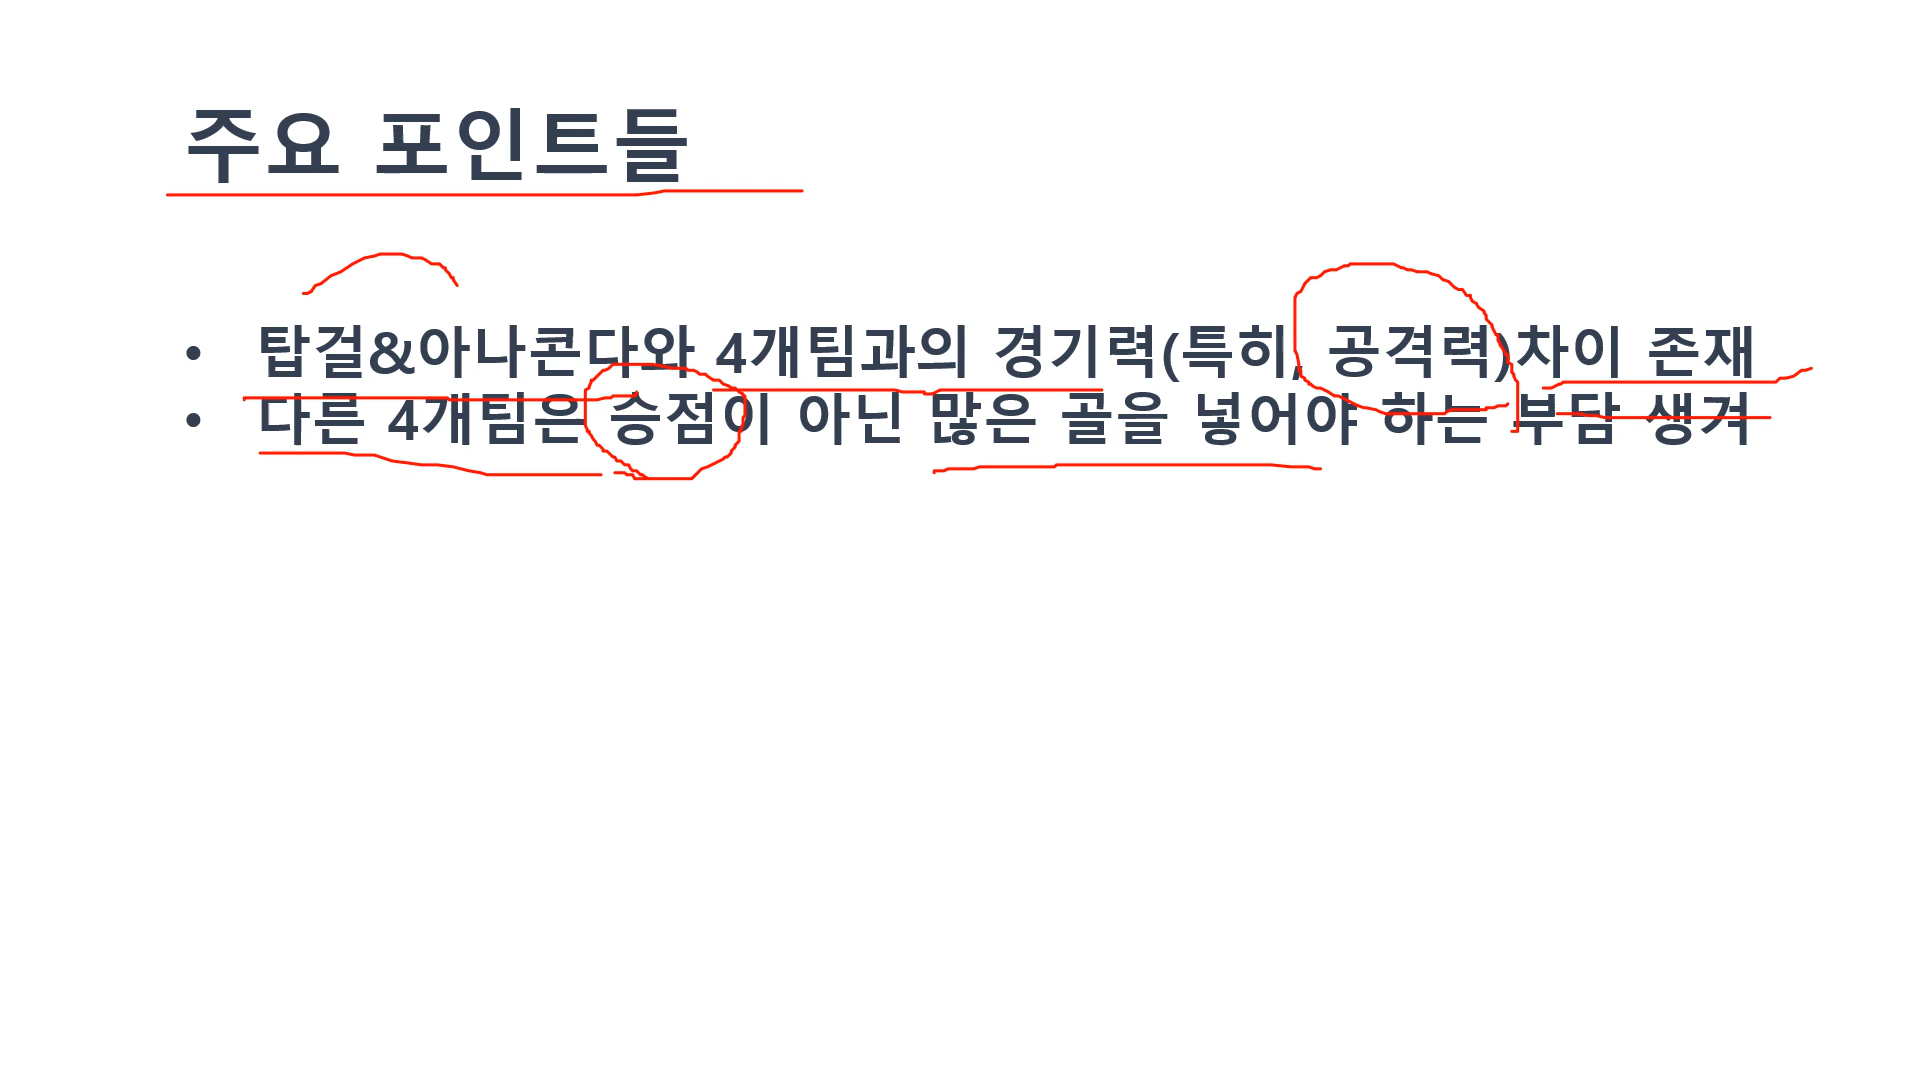 주요 포인트들
• 탑걸&아나콘다와 4개팀과의 경기력(특히, 공격력)차이 존재
• 다른 4개팀은 승점이 아닌 많은 골을 넣어야 하는 부담 생겨